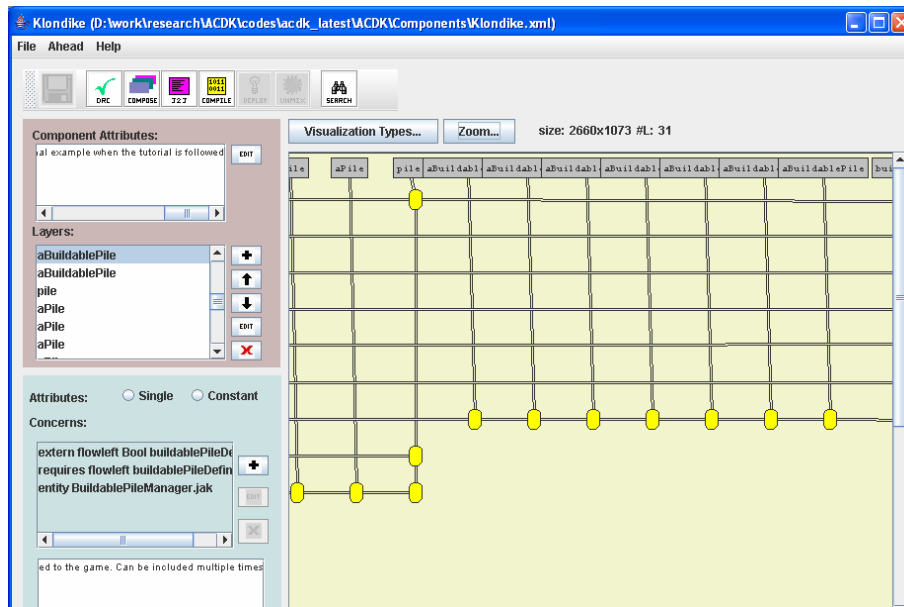 Klondike (D:\work\research\ACDK\codes\acdk_latest\ACDK\Components\Klondike.xml)
File Ahead Help
DRC COMPOSE J2J 1011 0011 COMPILE DEPLOY UNMIX SEARCH
Component Attributes:
Visualization Types... Zoom... size: 2660x1073 #L: 31
al example when the tutorial is followed EDIT
ile aPile pile aBuildabl aBuildabl aBuildabl aBuildabl aBuildabl aBuildabl aBuildablePile bui
Layers:
aBuildablePile
aBuildablePile
pile
aPile
aPile EDIT
aPile
Attributes: Single Constant
Concerns:
extern flowleft Bool buildablePileDe
requires flowleft buildablePileDefin
entity BuildablePileManager.jak
EDIT
ed to the game. Can be included multiple times